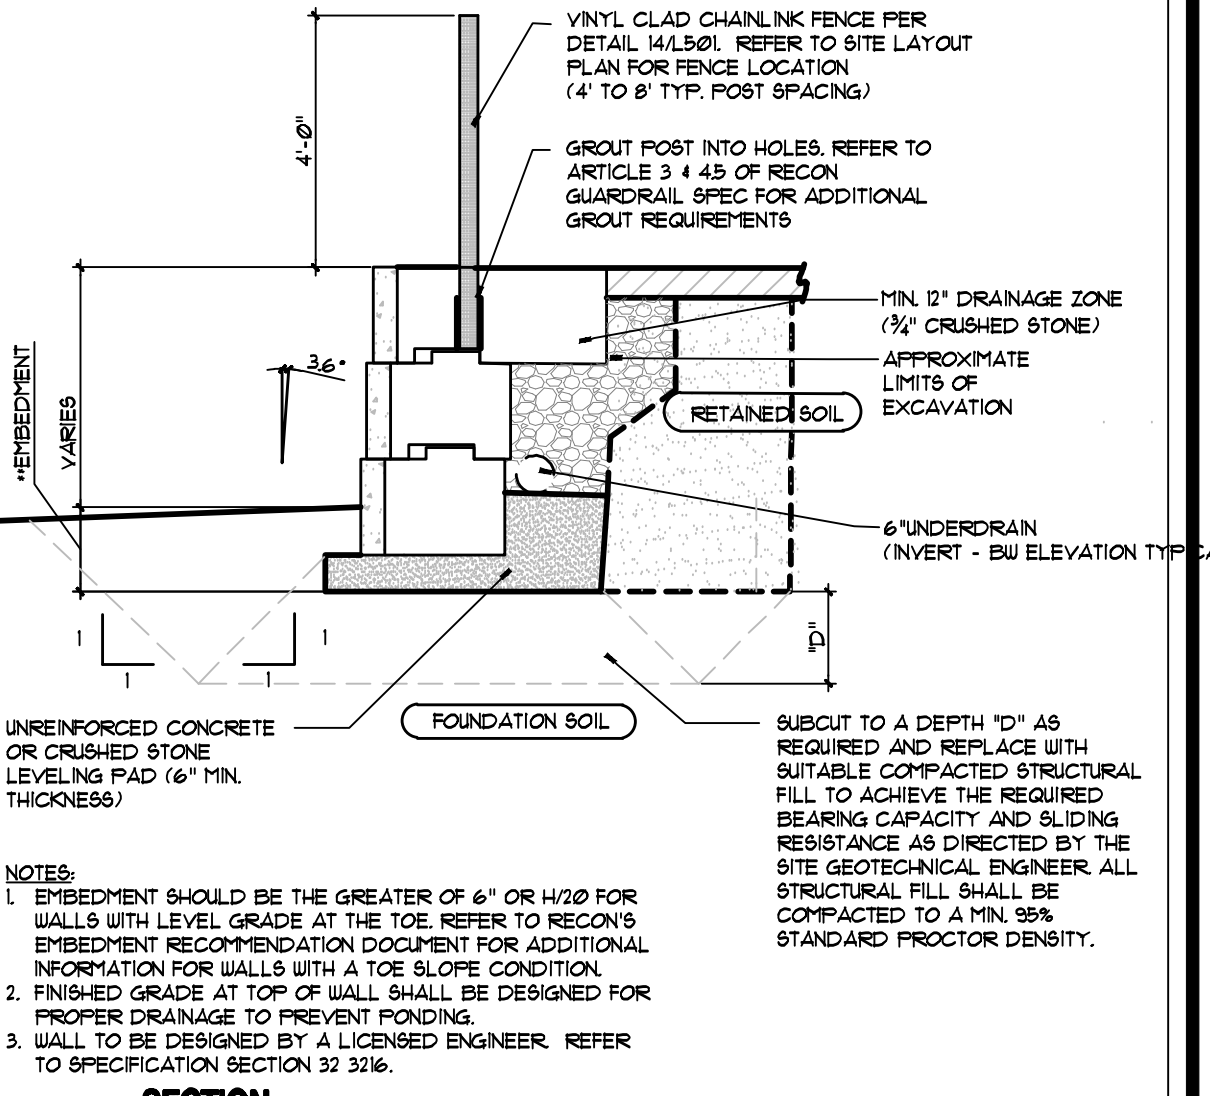 VINYL CLAD CHAINLINK FENCE PER
DETAIL 14/L501. REFER TO SITE LAYOUT
PLAN FOR FENCE LOCATION
(4' TO 8' TYP. POST SPACING)
4'-0"
GROUT POST INTO HOLES. REFER TO
ARTICLE 3 & 4.5 OF RECON
GUARDRAIL SPEC FOR ADDITIONAL
GROUT REQUIREMENTS
MIN. 12" DRAINAGE ZONE
(3/4" CRUSHED STONE)
APPROXIMATE
LIMITS OF
EXCAVATION
3.6°
**EMBEDMENT
VARIES
RETAINED SOIL
6"UNDERDRAIN
(INVERT - BW ELEVATION TYPICA
"D"
1
1
1
1
UNREINFORCED CONCRETE
OR CRUSHED STONE
LEVELING PAD (6" MIN.
THICKNESS)
FOUNDATION SOIL
SUBCUT TO A DEPTH "D" AS
REQUIRED AND REPLACE WITH
SUITABLE COMPACTED STRUCTURAL
FILL TO ACHIEVE THE REQUIRED
BEARING CAPACITY AND SLIDING
RESISTANCE AS DIRECTED BY THE
SITE GEOTECHNICAL ENGINEER. ALL
STRUCTURAL FILL SHALL BE
COMPACTED TO A MIN. 95%
STANDARD PROCTOR DENSITY.
NOTES:
1. EMBEDMENT SHOULD BE THE GREATER OF 6" OR H/20 FOR
WALLS WITH LEVEL GRADE AT THE TOE. REFER TO RECON'S
EMBEDMENT RECOMMENDATION DOCUMENT FOR ADDITIONAL
INFORMATION FOR WALLS WITH A TOE SLOPE CONDITION.
2. FINISHED GRADE AT TOP OF WALL SHALL BE DESIGNED FOR
PROPER DRAINAGE TO PREVENT PONDING.
3. WALL TO BE DESIGNED BY A LICENSED ENGINEER. REFER
TO SPECIFICATION SECTION 32 3216.
SECTION